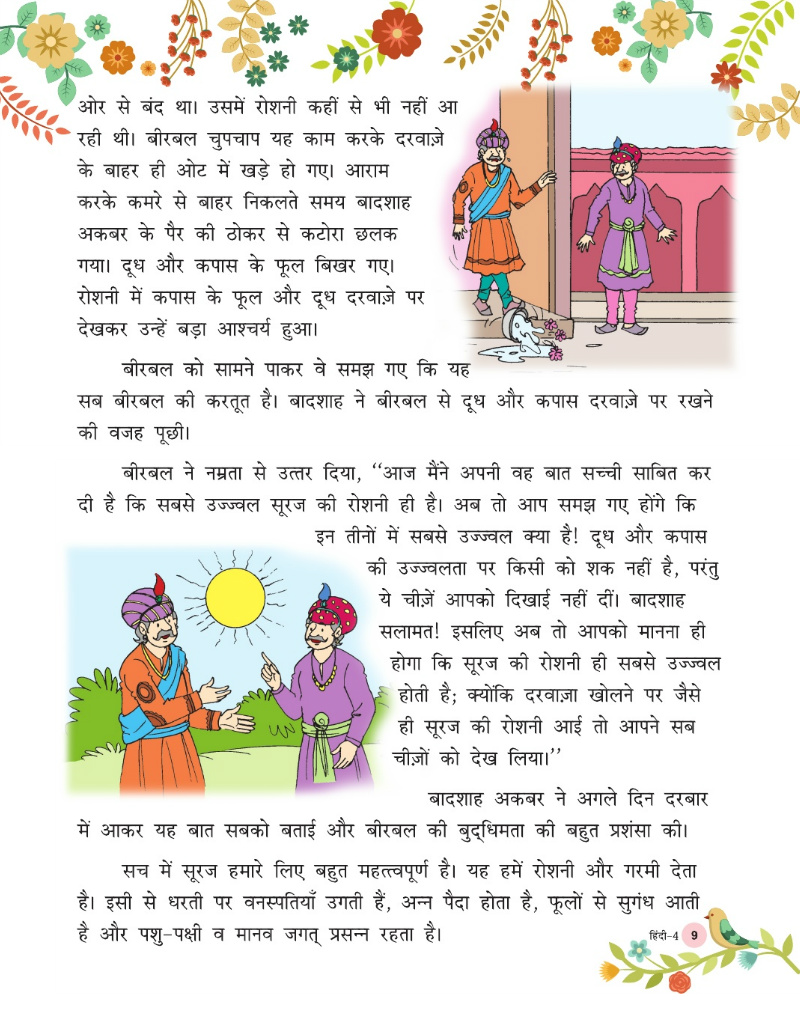 ओर से बंद था। उसमें रोशनी कहीं से भी नहीं आ
रही थी। बीरबल चुपचाप यह काम करके दरवाज़े
के बाहर ही ओट में खड़े हो गए। आराम
करके कमरे से बाहर निकलते समय बादशाह
अकबर के पैर की ठोकर से कटोरा छलक
गया। दूध और कपास के फूल बिखर गए।
रोशनी में कपास के फूल और दूध दरवाज़े पर
देखकर उन्हें बड़ा आश्चर्य हुआ।
बीरबल को सामने पाकर वे समझ गए कि यह
सब बीरबल की करतूत है। बादशाह ने बीरबल से दूध और कपास दरवाज़े पर रखने
की वजह पूछी।
बीरबल ने नम्रता से उत्तर दिया, ‘‘आज मैंने अपनी वह बात सच्ची साबित कर
दी है कि सबसे उज्ज्वल सूरज की रोशनी ही है। अब तो आप समझ गए होंगे कि
इन तीनों में सबसे उज्ज्वल क्या है! दूध और कपास
की उज्ज्वलता पर किसी को शक नहीं है, परंतु
ये चीज़ें आपको दिखाई नहीं दीं। बादशाह
सलामत! इसलिए अब तो आपको मानना ही
होगा कि सूरज की रोशनी ही सबसे उज्ज्वल
होती है; क्योंकि दरवाज़ा खोलने पर जैसे
ही सूरज की रोशनी आई तो आपने सब
चीज़ों को देख लिया।’’
बादशाह अकबर ने अगले दिन दरबार
में आकर यह बात सबको बताई और बीरबल की बुद्धिमता की बहुत प्रशंसा की।
सच में सूरज हमारे लिए बहुत महत्त्वपूर्ण है। यह हमें रोशनी और गरमी देता
है। इसी से धरती पर वनस्पतियाँ उगती हैं, अन्न पैदा होता है, फूलों से सुगंध आती
है और पशु-पक्षी व मानव जगत् प्रसन्न रहता है।
हिंदी-4 9